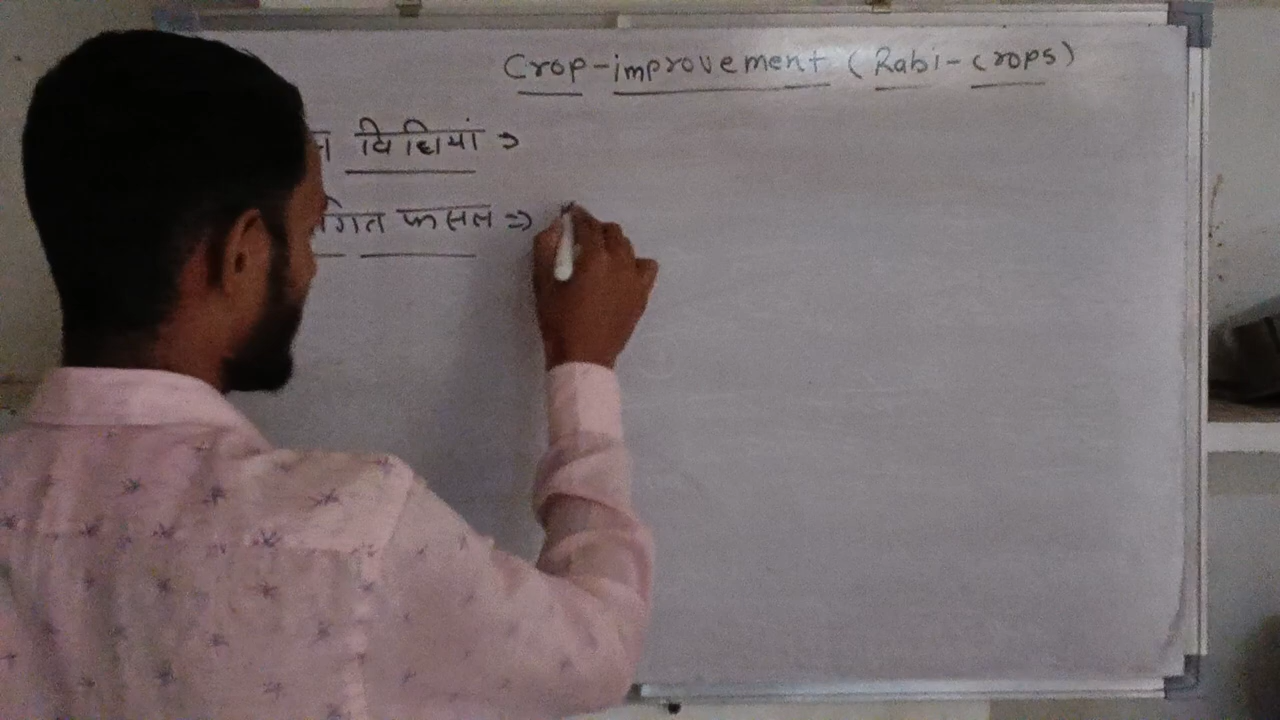 Crop-improvement (Rabi-crops)
विधियां ⇒
फसल ⇒